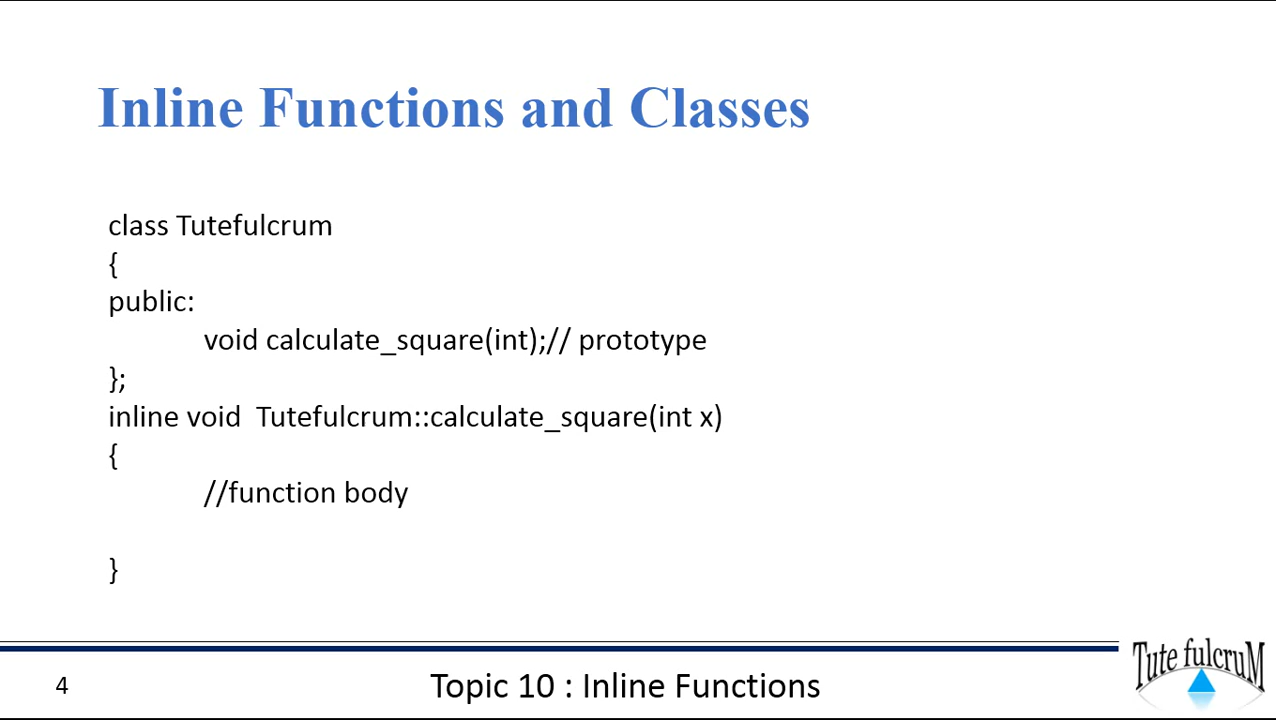 Inline Functions and Classes
class Tutefulcrum
{
public:
void calculate_square(int);// prototype
};
inline void  Tutefulcrum::calculate_square(int x)
{
//function body
}
4
Topic 10 : Inline Functions
Tute fulcruM